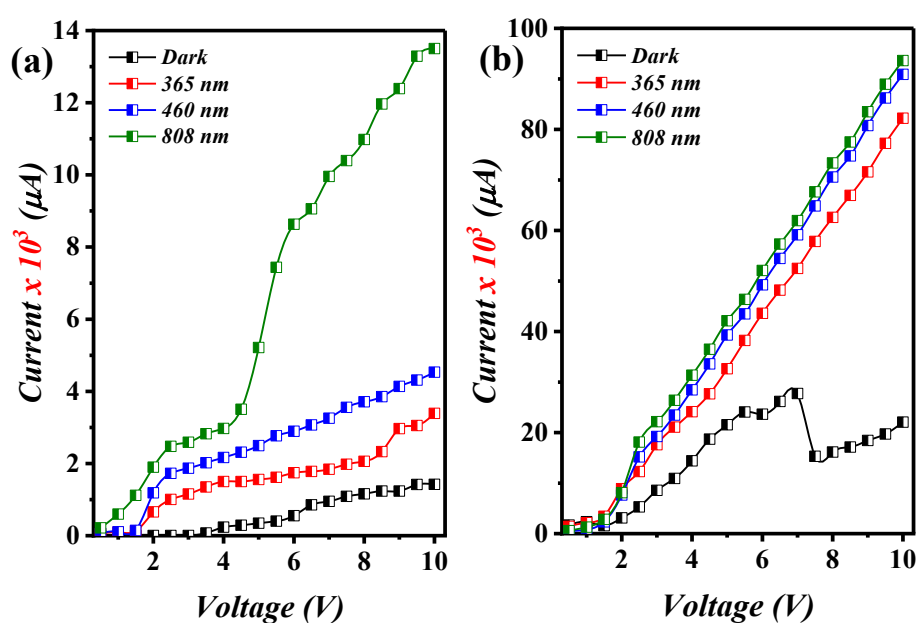 (a)
Dark
365 nm
460 nm
808 nm
14
12
10
8
6
4
2
0
2
4
6
8
10
Current x 10³ (μA)
Voltage (V)
(b)
Dark
365 nm
460 nm
808 nm
100
80
60
40
20
0
2
4
6
8
10
Current x 10³ (μA)
Voltage (V)